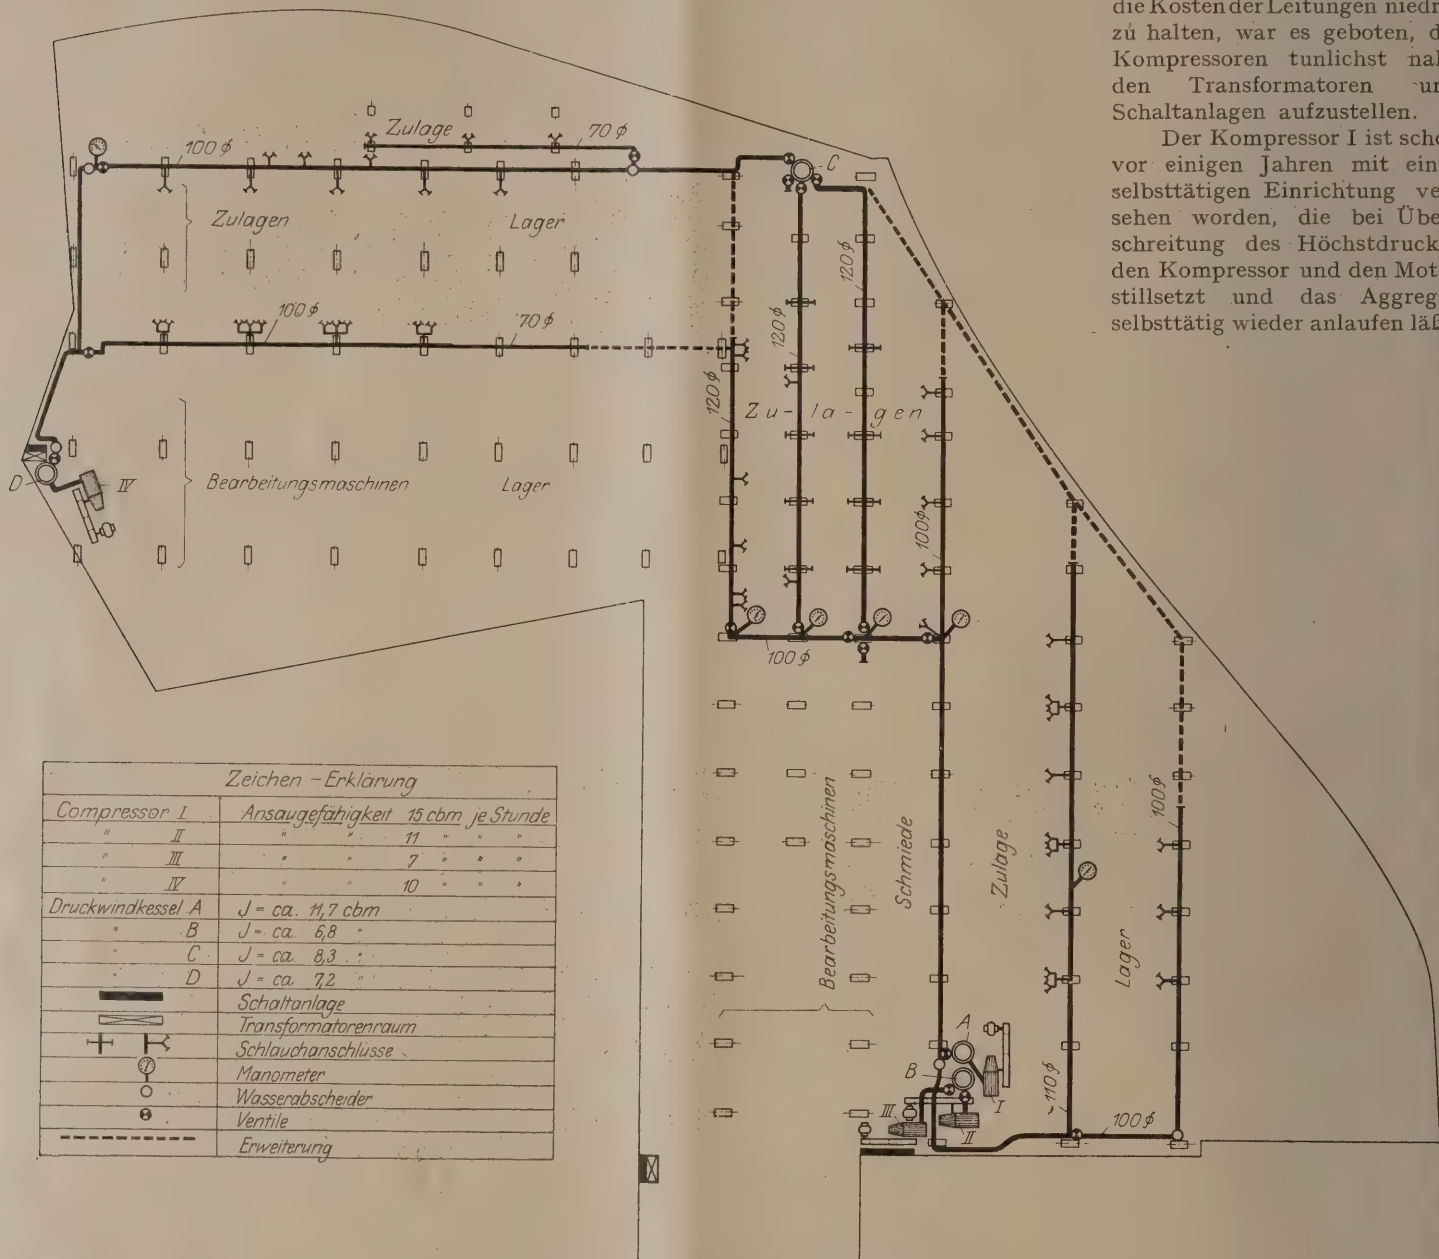 die Kosten der Leitungen niedr
zu halten, war es geboten, d
Kompressoren tunlichst nah
den Transformatoren un
Schaltanlagen aufzustellen.
Der Kompressor I ist scho
vor einigen Jahren mit ein
selbsttätigen Einrichtung ve
sehen worden, die bei Übe
schreitung des Höchstdruck
den Kompressor und den Mot
stillsetzt und das Aggreg
selbsttätig wieder anlaufen läß
100 ϕ
Zulage
70 ϕ
C
Zulagen
Lager
120 ϕ
100 ϕ
70 ϕ
120 ϕ
120 ϕ
Zu-la-gen
D
IV
Bearbeitungsmaschinen
Lager
100 ϕ
100 ϕ
Bearbeitungsmaschinen
Schmiede
Zulage
Lager
100 ϕ
A
B
I
II
III
110 ϕ
100 ϕ
Zeichen - Erklärung
Compressor I Ansaugefähigkeit 15 cbm je Stunde
" II " " 11 " " "
" III " " 7 " " "
" IV " " 10 " " "
Druckwindkessel A J = ca. 11,7 cbm
" B J = ca. 6,8 "
" C J = ca. 8,3 "
" D J = ca. 7,2 "
Schaltanlage
Transformatorenraum
Schlauchanschlüsse
Manometer
Wasserabscheider
Ventile
Erweiterung